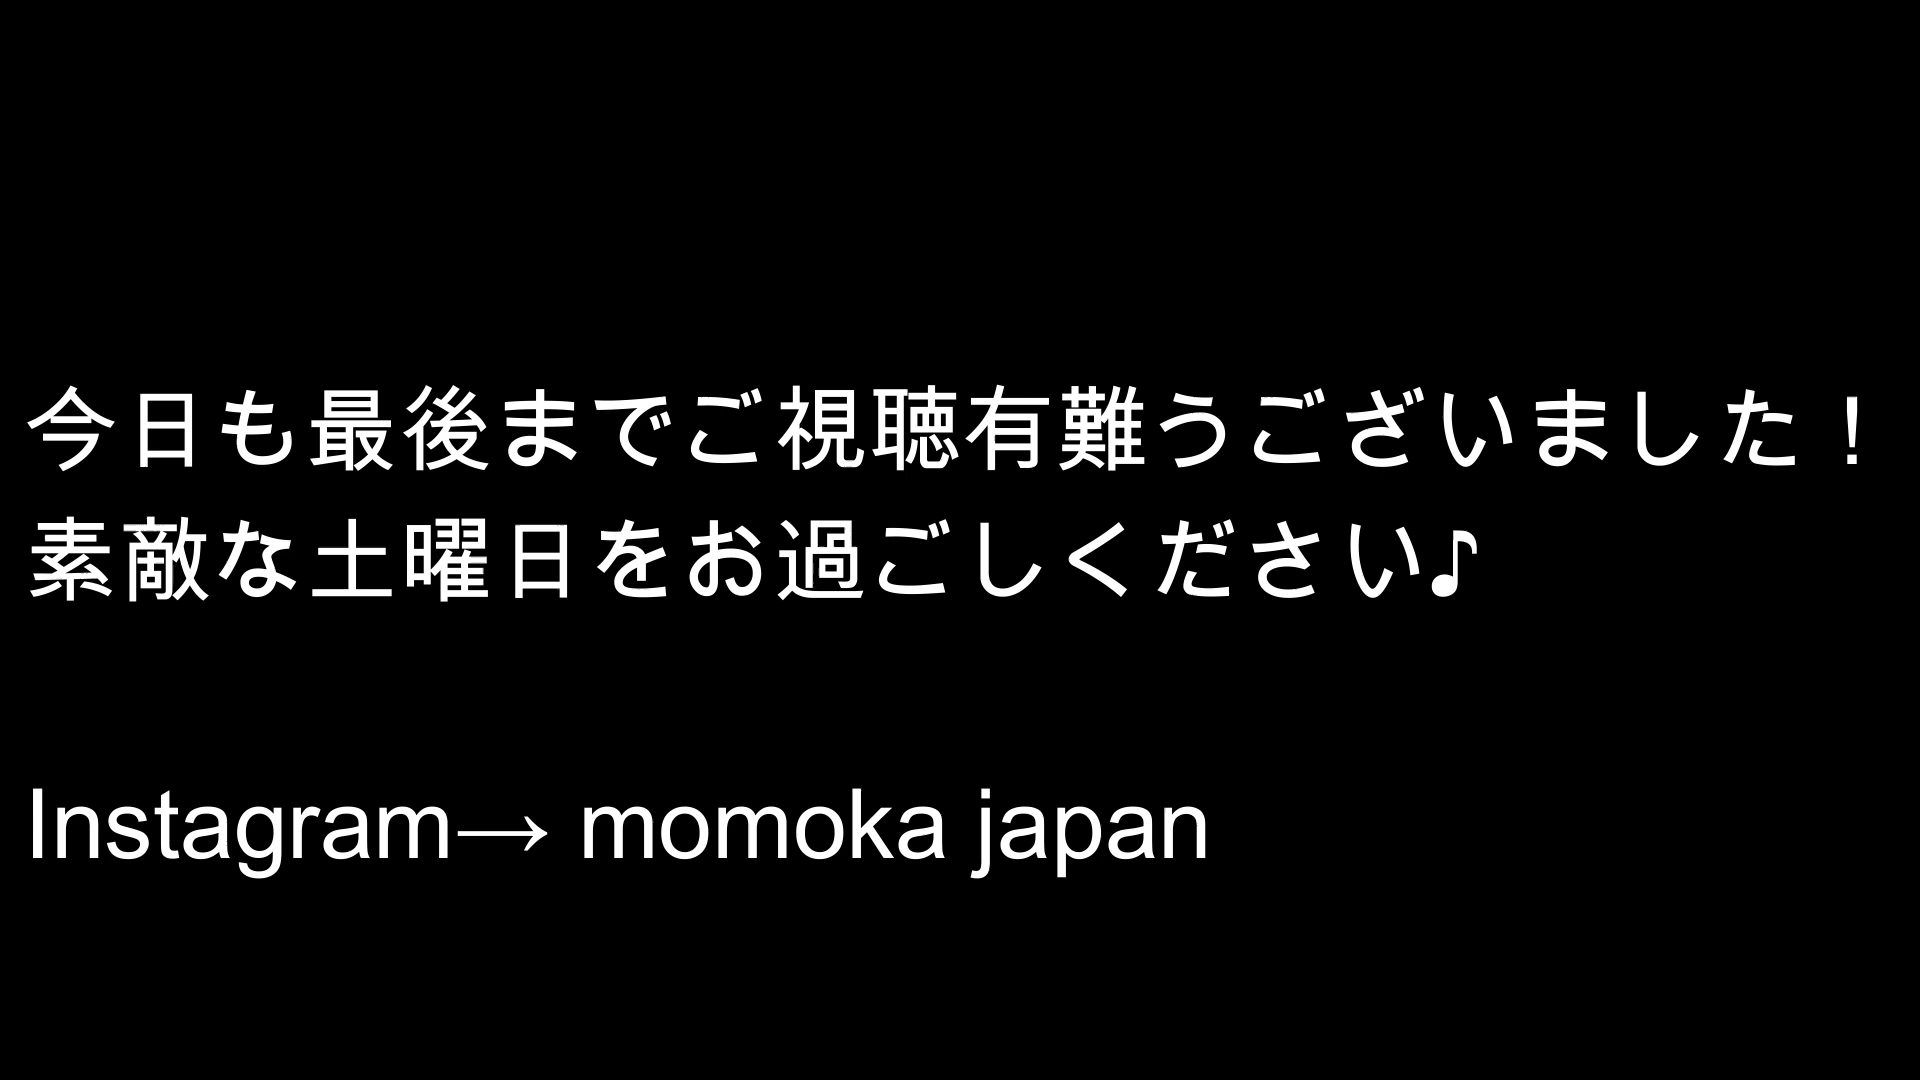 今日も最後までご視聴有難うございました！
素敵な土曜日をお過ごしください♪
Instagram→ momoka japan